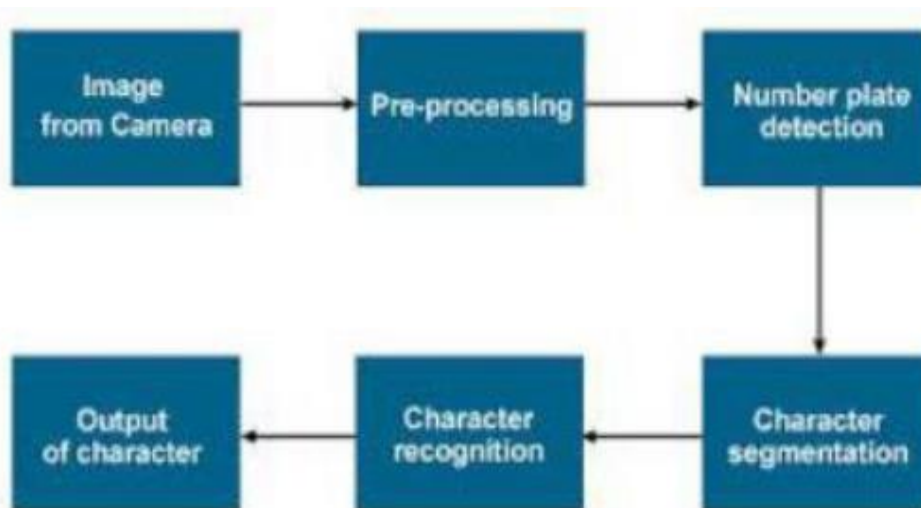 Image
from Camera
Pre-processing
Number plate
detection
Character
segmentation
Character
recognition
Output
of character